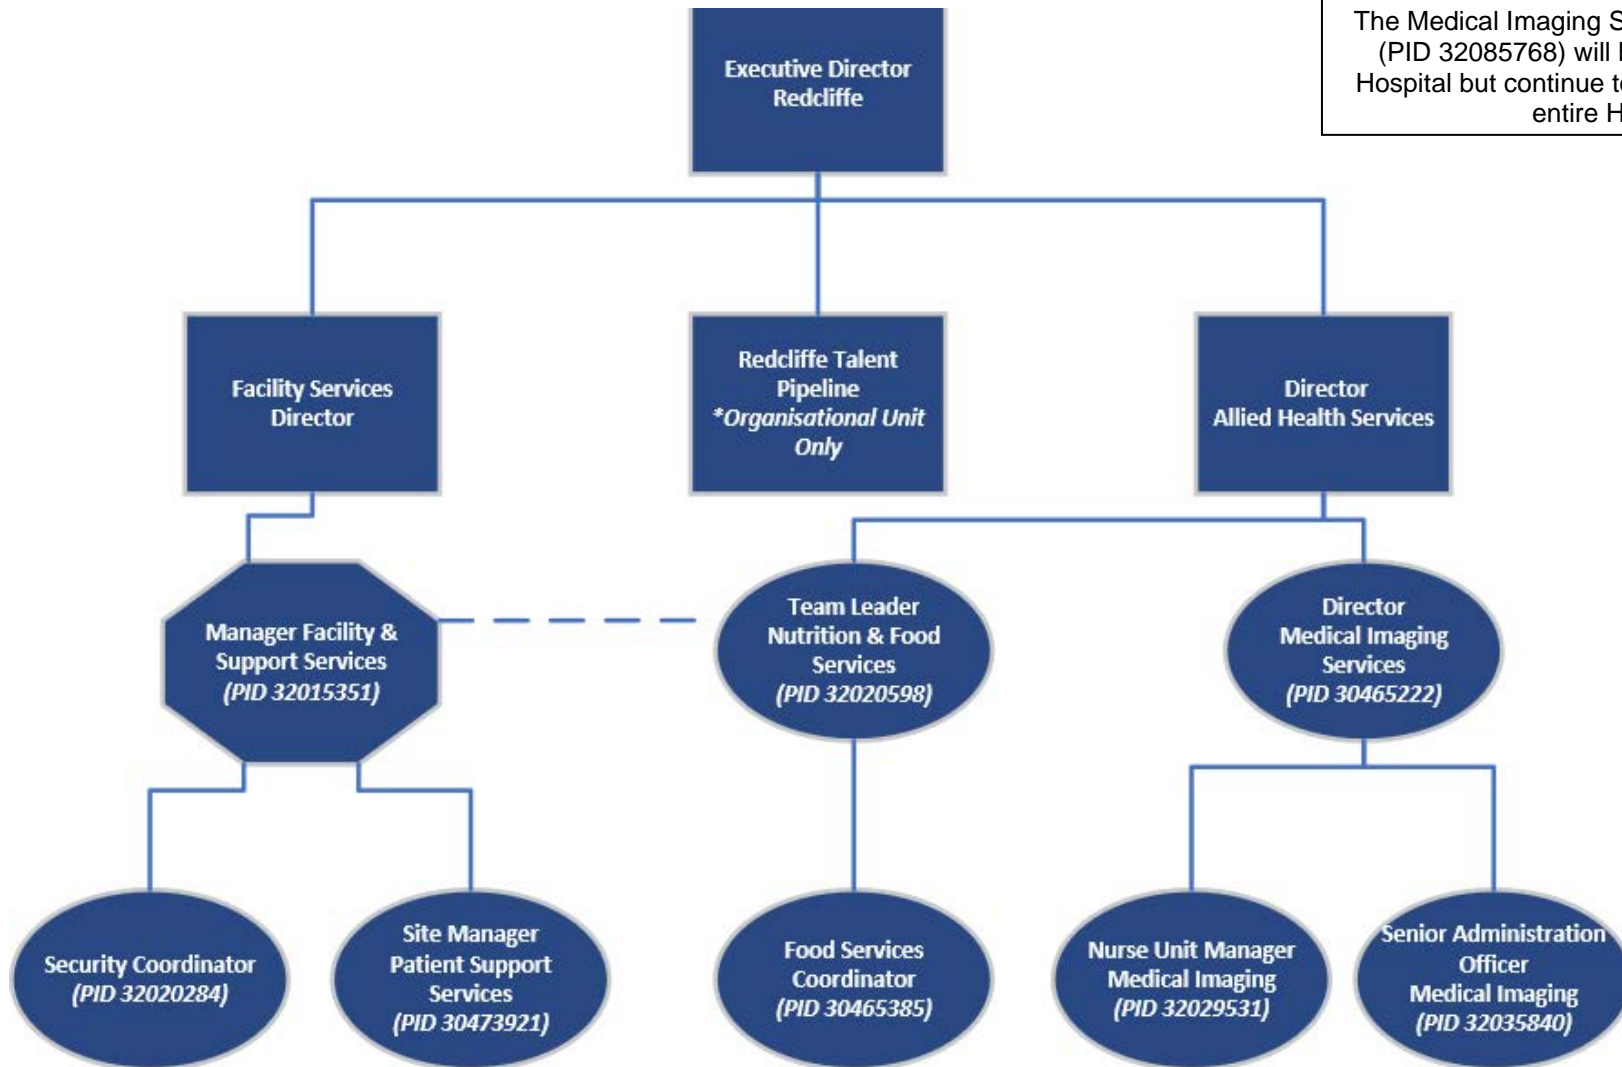 The Medical Imaging
(PID 32085768) will
Hospital but continue
entire
Executive Director
Redcliffe
Facility Services
Director
Redcliffe Talent
Pipeline
*Organisational Unit
Only
Director
Allied Health Services
Manager Facility &
Support Services
(PID 32015351)
Team Leader
Nutrition & Food
Services
(PID 32020598)
Director
Medical Imaging
Services
(PID 30465222)
Security Coordinator
(PID 32020284)
Site Manager
Patient Support
Services
(PID 30473921)
Food Services
Coordinator
(PID 30465385)
Nurse Unit Manager
Medical Imaging
(PID 32029531)
Senior Administration
Officer
Medical Imaging
(PID 32035840)